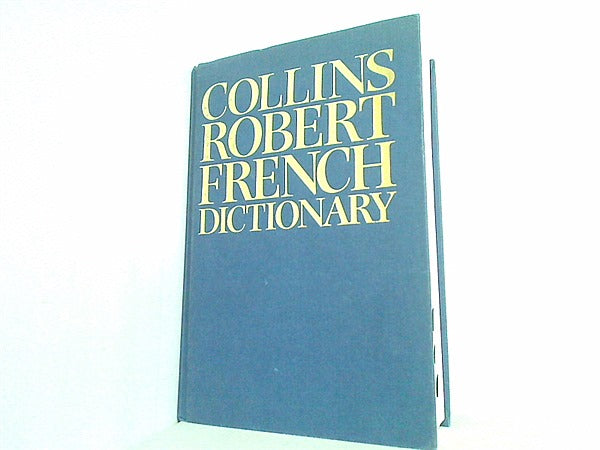 COLLINS
ROBERT
FRENCH
DICTIONARY